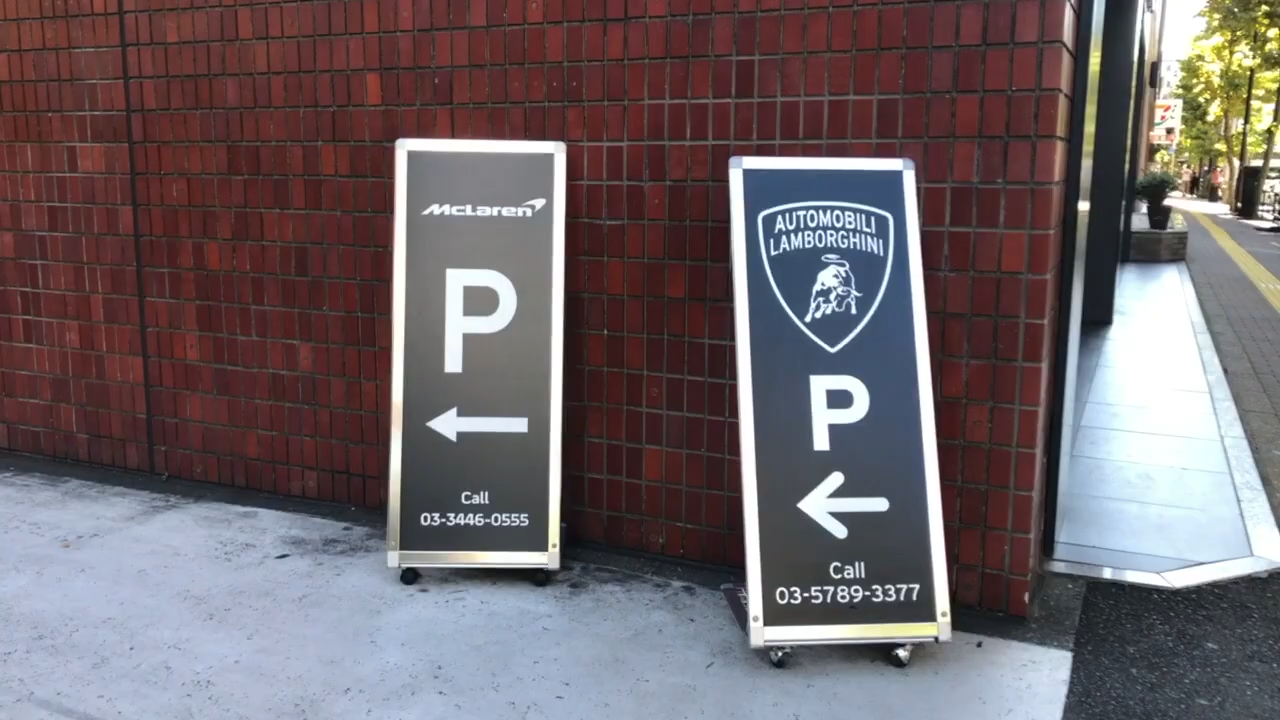 McLaren
P
Call
03-3446-0555
AUTOMOBILI
LAMBORGHINI
P
Call
03-5789-3377